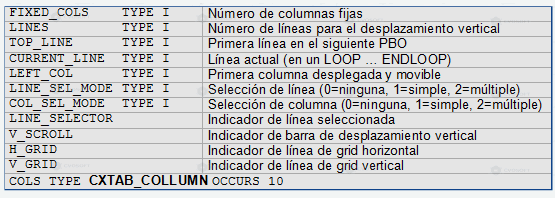 FIXED_COLS TYPE I Número de columnas fijas
LINES TYPE I Número de líneas para el desplazamiento vertical
TOP_LINE TYPE I Primera línea en el siguiente PBO
CURRENT_LINE TYPE I Línea actual (en un LOOP ... ENDLOOP)
LEFT_COL TYPE I Primera columna desplegada y movible
LINE_SEL_MODE TYPE I Selección de línea (0=ninguna, 1=simple, 2=múltiple)
COL_SEL_MODE TYPE I Selección de columna (0=ninguna, 1=simple, 2=múltiple)
LINE_SELECTOR Indicador de línea seleccionada
V_SCROLL Indicador de barra de desplazamiento vertical
H_GRID Indicador de línea de grid horizontal
V_GRID Indicador de línea de grid vertical
COLS TYPE CXTAB_COLLUMN OCCURS 10